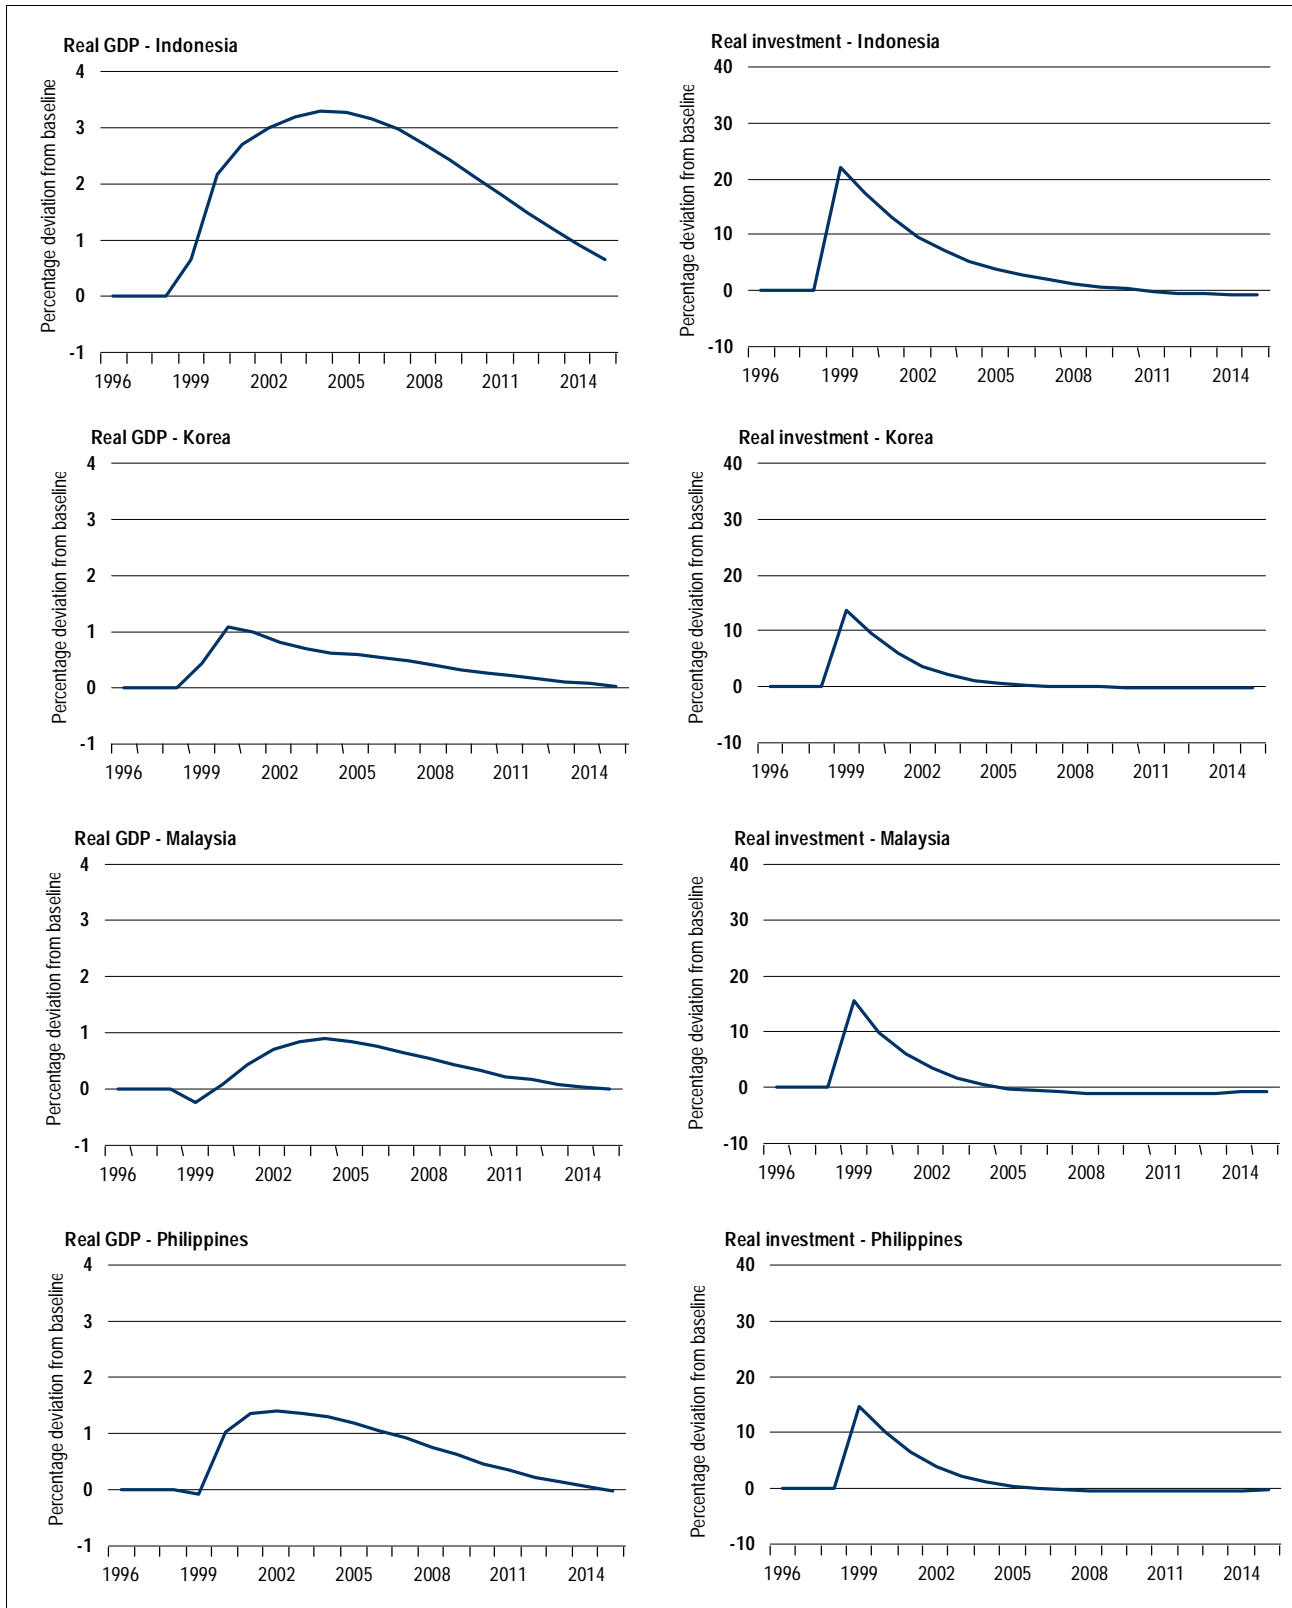 Real GDP - Indonesia
Percentage deviation from baseline
4
3
2
1
0
-1
1996 1999 2002 2005 2008 2011 2014
Real investment - Indonesia
Percentage deviation from baseline
40
30
20
10
0
-10
1996 1999 2002 2005 2008 2011 2014
Real GDP - Korea
Percentage deviation from baseline
4
3
2
1
0
-1
1996 1999 2002 2005 2008 2011 2014
Real investment - Korea
Percentage deviation from baseline
40
30
20
10
0
-10
1996 1999 2002 2005 2008 2011 2014
Real GDP - Malaysia
Percentage deviation from baseline
4
3
2
1
0
-1
1996 1999 2002 2005 2008 2011 2014
Real investment - Malaysia
Percentage deviation from baseline
40
30
20
10
0
-10
1996 1999 2002 2005 2008 2011 2014
Real GDP - Philippines
Percentage deviation from baseline
4
3
2
1
0
-1
1996 1999 2002 2005 2008 2011 2014
Real investment - Philippines
Percentage deviation from baseline
40
30
20
10
0
-10
1996 1999 2002 2005 2008 2011 2014